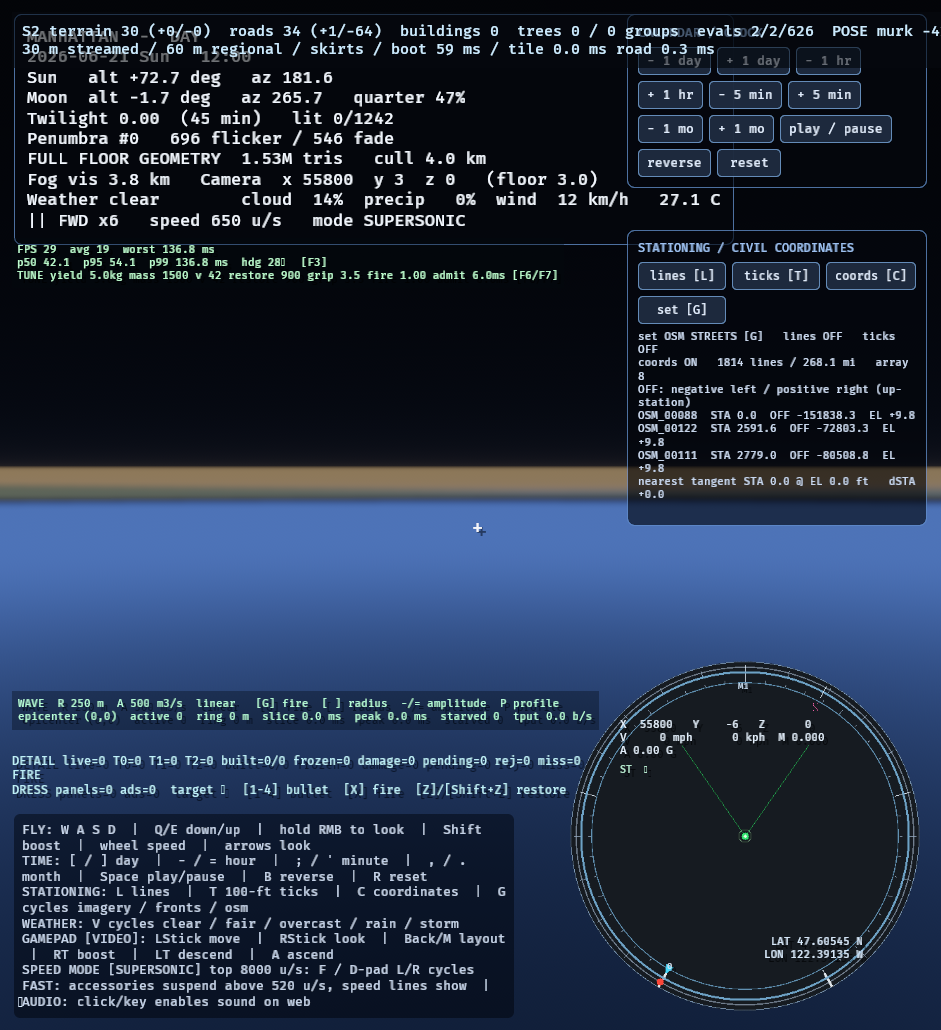 S2 terrain 30 (+0/-0)  roads 34 (+1/-64)  buildings 0  trees 0 / 0 groups  evals 2/2/626  POSE murk -4
30 m streamed / 60 m regional / skirts / boot 59 ms / tile 0.0 ms road 0.3 ms
MANHATTAN  -  DAY
2026-06-21 Sun   12:00
Sun   alt +72.7 deg   az 181.6
Moon  alt -1.7 deg   az 265.7   quarter 47%
Twilight 0.00  (45 min)   lit 0/1242
Penumbra #0   696 flicker / 546 fade
FULL FLOOR GEOMETRY  1.53M tris   cull 4.0 km
Fog vis 3.8 km   Camera  x 55800  y 3  z 0   (floor 3.0)
Weather clear        cloud  14%  precip   0%  wind  12 km/h   27.1 C
|| FWD x6   speed 650 u/s   mode SUPERSONIC
FPS 29  avg 19  worst 136.8 ms
p50 42.1  p95 54.1  p99 136.8 ms  hdg 28  [F3]
TUNE yield 5.0kg mass 1500 v 42 restore 900 grip 3.5 fire 1.00 admit 6.0ms [F6/F7]
- 1 day
+ 1 day
- 1 hr
+ 1 hr
- 5 min
+ 5 min
- 1 mo
+ 1 mo
play / pause
reverse
reset
STATIONING / CIVIL COORDINATES
lines [L]
ticks [T]
coords [C]
set [G]
set OSM STREETS [G]   lines OFF   ticks
OFF
coords ON   1814 lines / 268.1 mi   array
8
OFF: negative left / positive right (up-
station)
OSM_00088  STA 0.0  OFF -151838.3  EL +9.8
OSM_00122  STA 2591.6  OFF -72803.3  EL
+9.8
OSM_00111  STA 2779.0  OFF -80508.8  EL
+9.8
nearest tangent STA 0.0 @ EL 0.0 ft   dSTA
+0.0
WAVE  R 250 m  A 500 m3/s  linear   [G] fire  [ ] radius  -/= amplitude  P profile
epicenter (0,0)  active 0  ring 0 m  slice 0.0 ms  peak 0.0 ms  starved 0  tput 0.0 b/s
DETAIL live=0 T0=0 T1=0 T2=0 built=0/0 frozen=0 damage=0 pending=0 rej=0 miss=0
FIRE
DRESS panels=0 ads=0  target  [1-4] bullet  [X] fire  [Z]/[Shift+Z] restore
FLY: W A S D  |  Q/E down/up  |  hold RMB to look  |  Shift
boost  |  wheel speed  |  arrows look
TIME: [ / ] day  |  - / = hour  |  ; / ' minute  |  , / .
month  |  Space play/pause  |  B reverse  |  R reset
STATIONING: L lines  |  T 100-ft ticks  |  C coordinates  |  G
cycles imagery / fronts / osm
WEATHER: V cycles clear / fair / overcast / rain / storm
GAMEPAD [VIDEO]: LStick move  |  RStick look  |  Back/M layout
|  RT boost  |  LT descend  |  A ascend
SPEED MODE [SUPERSONIC] top 8000 u/s: F / D-pad L/R cycles
FAST: accessories suspend above 520 u/s, speed lines show  |
AUDIO: click/key enables sound on web
X  55800   Y    -6   Z      0
V     0 mph      0 kph  M 0.000
A 0.00 G
ST
LAT 47.60545 N
LON 122.39135 W